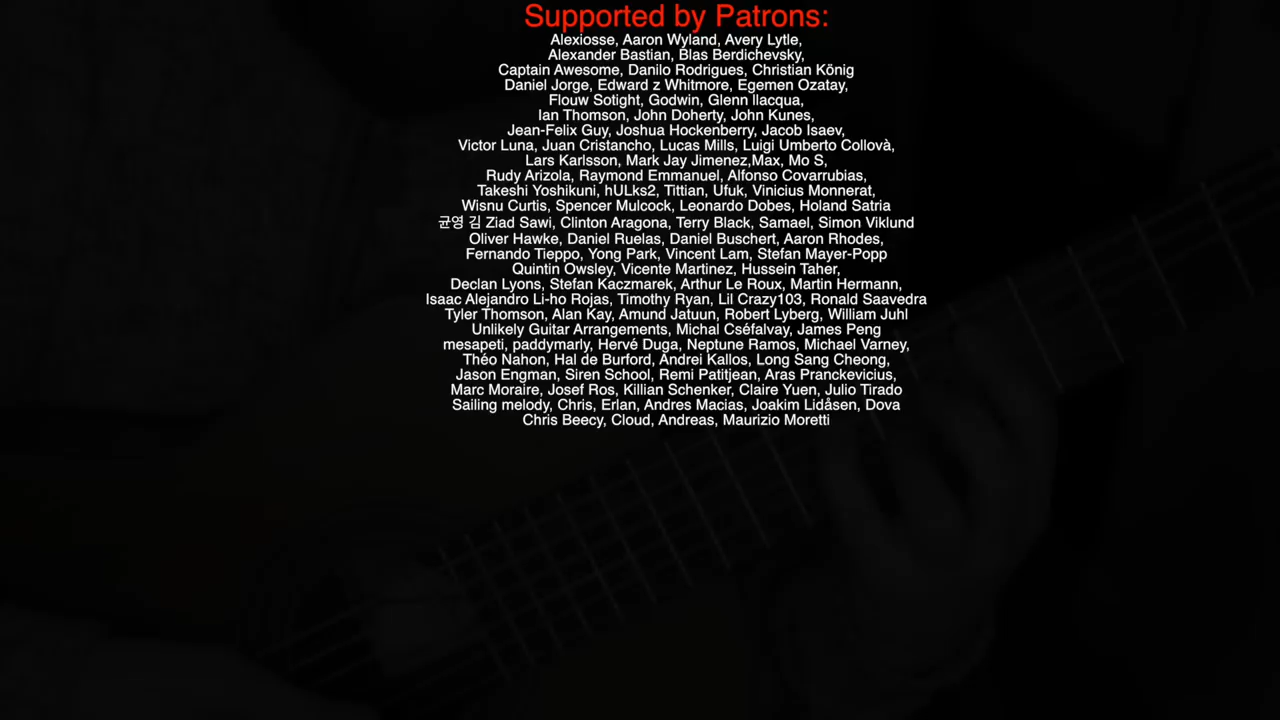 Supported by Patrons:
Alexiosse, Aaron Wyland, Avery Lytle,
Alexander Bastian, Blas Berdichevsky,
Captain Awesome, Danilo Rodrigues, Christian König
Daniel Jorge, Edward z Whitmore, Egemen Ozatay,
Flouw Sotight, Godwin, Glenn Ilacqua,
Ian Thomson, John Doherty, John Kunes,
Jean-Felix Guy, Joshua Hockenberry, Jacob Isaev,
Victor Luna, Juan Cristancho, Lucas Mills, Luigi Umberto Collovà,
Lars Karlsson, Mark Jay Jimenez,Max, Mo S,
Rudy Arizola, Raymond Emmanuel, Alfonso Covarrubias,
Takeshi Yoshikuni, hULks2, Tittian, Ufuk, Vinicius Monnerat,
Wisnu Curtis, Spencer Mulcock, Leonardo Dobes, Holand Satria
균영 김 Ziad Sawi, Clinton Aragona, Terry Black, Samael, Simon Viklund
Oliver Hawke, Daniel Ruelas, Daniel Buschert, Aaron Rhodes,
Fernando Tieppo, Yong Park, Vincent Lam, Stefan Mayer-Popp
Quintin Owsley, Vicente Martinez, Hussein Taher,
Declan Lyons, Stefan Kaczmarek, Arthur Le Roux, Martin Hermann,
Isaac Alejandro Li-ho Rojas, Timothy Ryan, Lil Crazy103, Ronald Saavedra
Tyler Thomson, Alan Kay, Amund Jatuun, Robert Lyberg, William Juhl
Unlikely Guitar Arrangements, Michal Cséfalvay, James Peng
mesapeti, paddymarly, Hervé Duga, Neptune Ramos, Michael Varney,
Théo Nahon, Hal de Burford, Andrei Kallos, Long Sang Cheong,
Jason Engman, Siren School, Remi Patitjean, Aras Pranckevicius,
Marc Moraire, Josef Ros, Killian Schenker, Claire Yuen, Julio Tirado
Sailing melody, Chris, Erlan, Andres Macias, Joakim Lidåsen, Dova
Chris Beecy, Cloud, Andreas, Maurizio Moretti